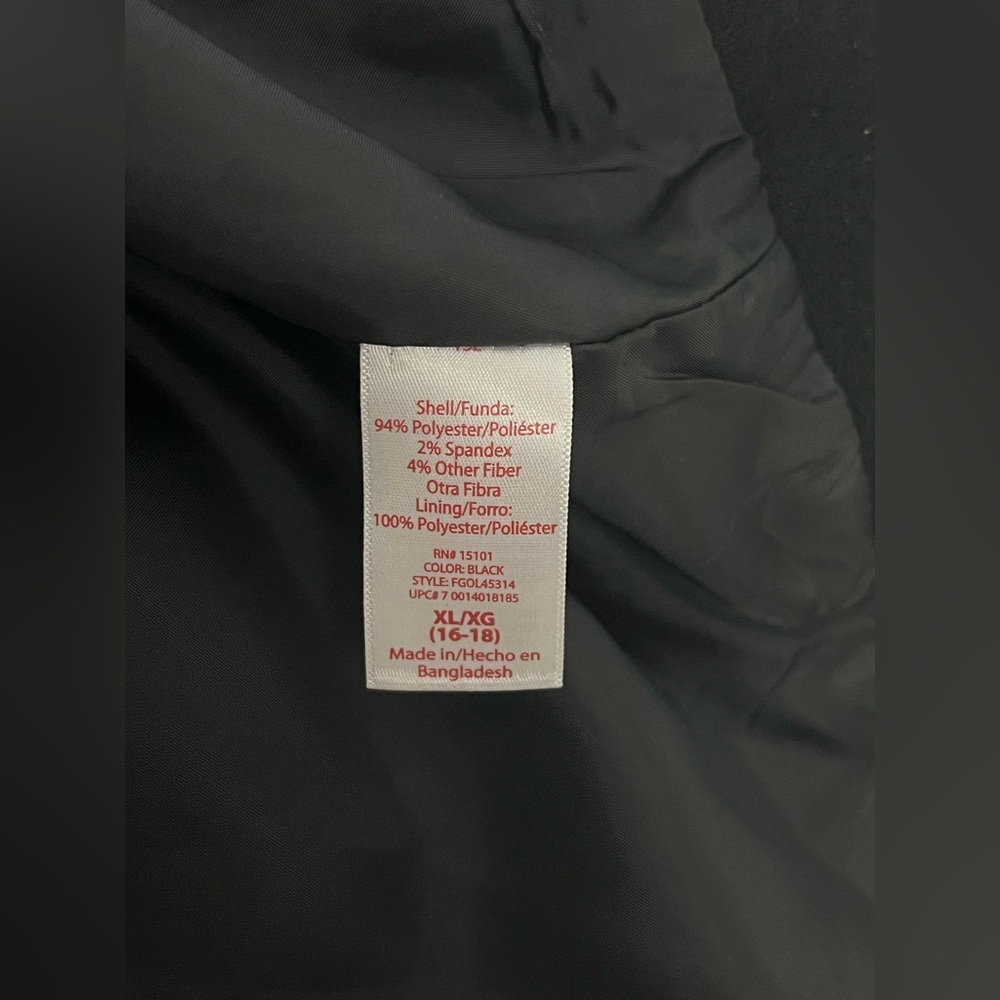 Shell/Funda:
94% Polyester/Poliéster
2% Spandex
4% Other Fiber
Otra Fibra
Lining/Forro:
100% Polyester/Poliéster
RN# 15101
COLOR: BLACK
STYLE: FGOL45314
UPC# 7 0014018185
XL/XG
(16-18)
Made in/Hecho en
Bangladesh